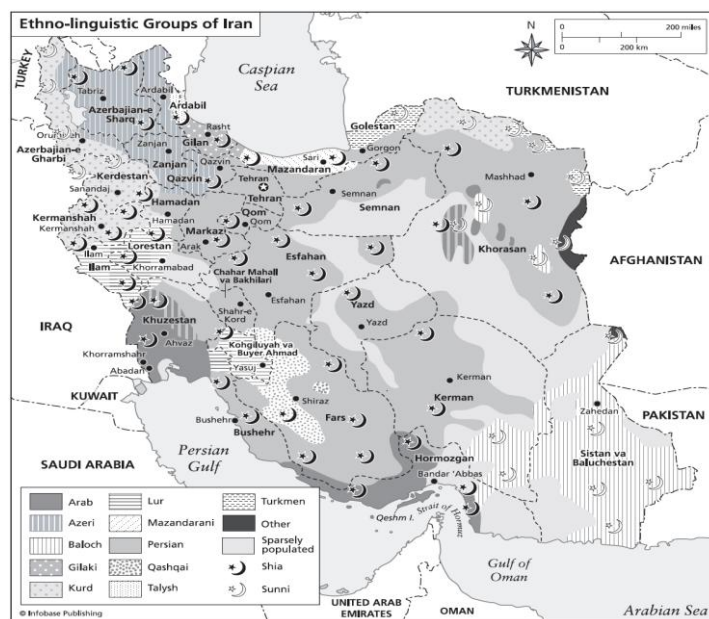 Ethno-linguistic Groups of Iran
N
0 200 miles
0 200 km
TURKEY
Caspian
Sea
TURKMENISTAN
Tabriz
Ardabil
Azerbaijan-e
Sharq
Ardabil
Azerbaijan-e
Gharbi
Rasht
Gilan
Zanjan
Zanjan
Qazvin
Qazvin
Golestan
Gorgon
Sari
Mazandaran
Tehran
Tehran
Mashhad
Kerdestan
Sanandaj
Hamadan
Hamadan
Semnan
Semnan
Qom
Qom
Kermanshah
Kermanshah
Markazi
Arak
Khorasan
Lorestan
Ilam
Ilam
Khorramabad
Esfahan
Esfahan
Chahar Mahall
va Bakhilari
Shahr-e
Kord
Yazd
Yazd
AFGHANISTAN
IRAQ
Khuzestan
Ahvaz
Khorramshahr
Abadan
Kohgiluyah va
Buyer Ahmad
Yasuj
KUWAIT
Shiraz
Fars
Kerman
Kerman
Zahedan
PAKISTAN
Sistan va
Baluchestan
Bushehr
Bushehr
Persian
Gulf
SAUDI ARABIA
Hormozgan
Bandar 'Abbas
Qeshm I.
Strait of
Hormuz
Gulf of
Oman
UNITED ARAB
EMIRATES
OMAN
Arabian Sea
Arab
Azeri
Baloch
Gilaki
Kurd
Lur
Mazandarani
Persian
Qashqai
Talysh
Turkmen
Other
Sparsely
populated
Shia
Sunni
© Infobase Publishing